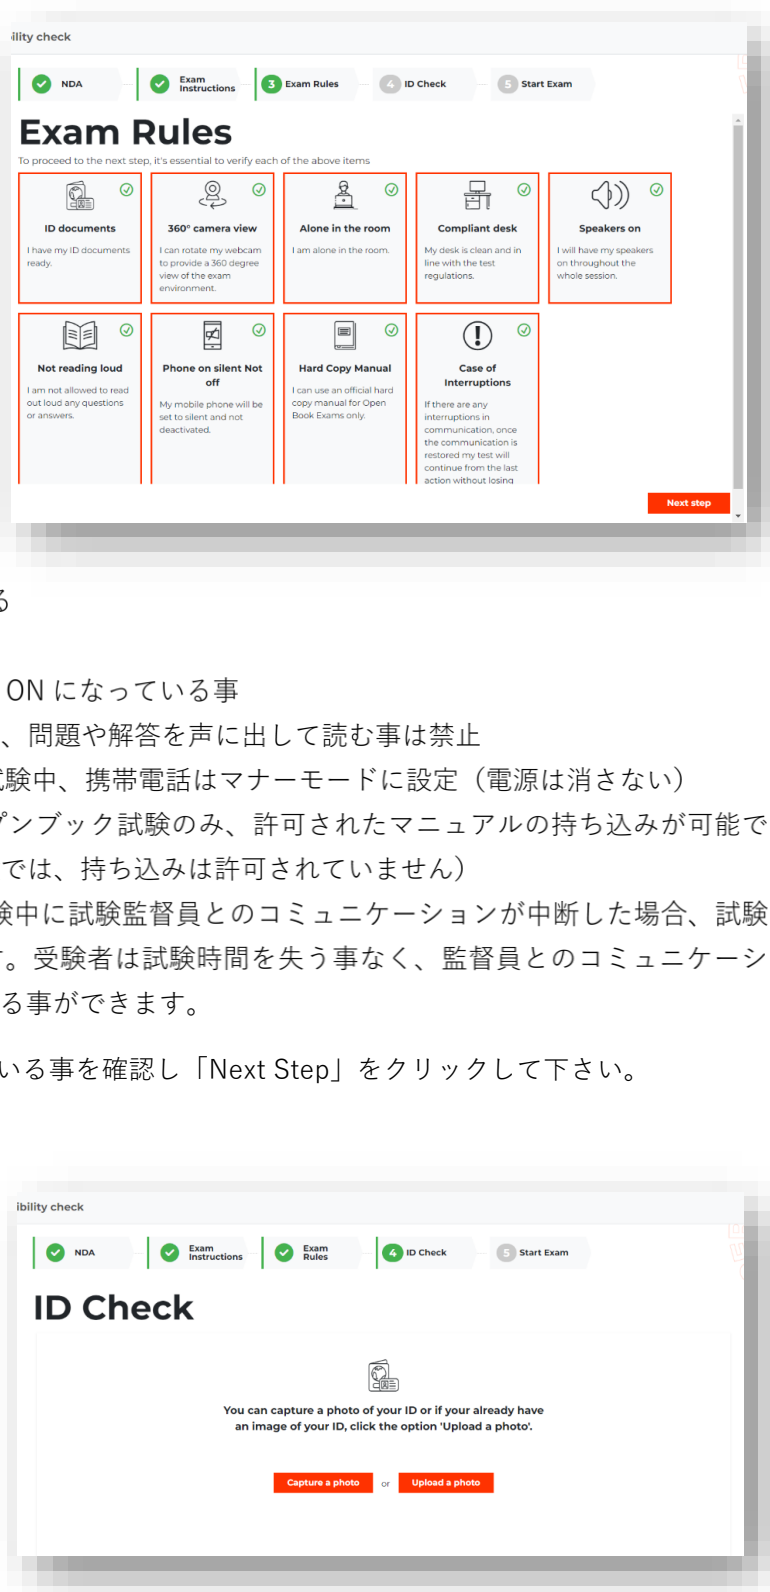 ility check
NDA
Exam
Instructions
3 Exam Rules
4 ID Check
5 Start Exam
Exam Rules
To proceed to the next step, it's essential to verify each of the above items
ID documents
I have my ID documents
ready.
360° camera view
I can rotate my webcam
to provide a 360 degree
view of the exam
environment.
Alone in the room
I am alone in the room.
Compliant desk
My desk is clean and in
line with the test
regulations.
Speakers on
I will have my speakers
on throughout the
whole session.
Not reading loud
I am not allowed to read
out loud any questions
or answers.
Phone on silent Not
off
My mobile phone will be
set to silent and not
deactivated.
Hard Copy Manual
I can use an official hard
copy manual for Open
Book Exams only.
Case of
Interruptions
If there are any
interruptions in
communication, once
the communication is
restored my test will
continue from the last
action without losing
Next step
る
ON になっている事
、問題や解答を声に出して読む事は禁止
験中、携帯電話はマナーモードに設定（電源は消さない）
プンブック試験のみ、許可されたマニュアルの持ち込みが可能で
では、持ち込みは許可されていません）
験中に試験監督員とのコミュニケーションが中断した場合、試験
。受験者は試験時間を失う事なく、監督員とのコミュニケーシ
る事ができます。
いる事を確認し「Next Step」をクリックして下さい。
ibility check
NDA
Exam
Instructions
Exam
Rules
4 ID Check
5 Start Exam
ID Check
You can capture a photo of your ID or if your already have
an image of your ID, click the option 'Upload a photo'.
Capture a photo
or
Upload a photo